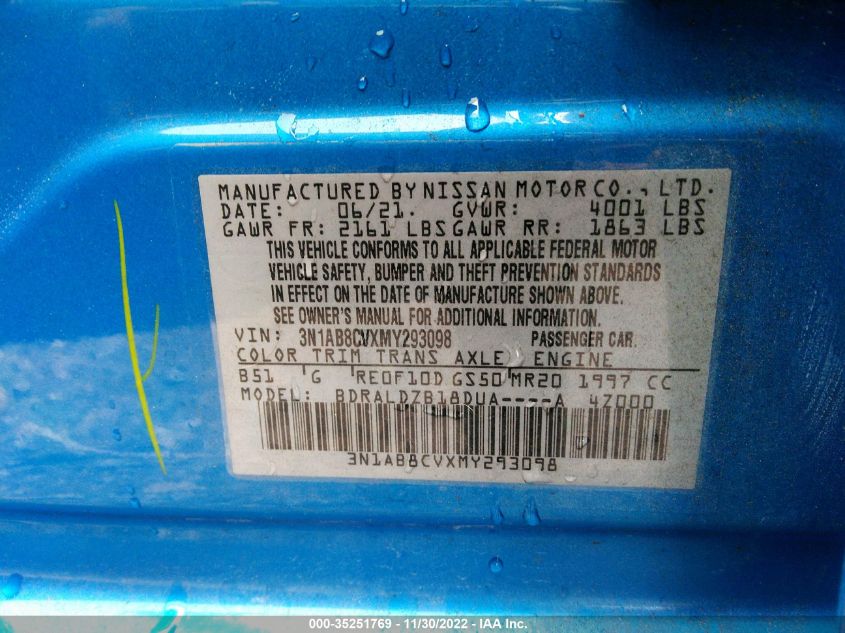 MANUFACTURED BY NISSAN MOTOR CO., LTD.
DATE: 06/21. GVWR: 4001 LBS
GAWR FR: 2161 LBS GAWR RR: 1863 LBS
THIS VEHICLE CONFORMS TO ALL APPLICABLE FEDERAL MOTOR
VEHICLE SAFETY, BUMPER AND THEFT PREVENTION STANDARDS
IN EFFECT ON THE DATE OF MANUFACTURE SHOWN ABOVE.
SEE OWNER'S MANUAL FOR ADDITIONAL INFORMATION.
VIN: 3N1AB8CVXMY293098 PASSENGER CAR.
COLOR TRIM TRANS AXLE ENGINE
B51 G RE0F10D GS50 MR20 1997 CC
MODEL: BDRALDZB18DUA----A 4Z000
3N1AB8CVXMY293098
000-35251769 - 11/30/2022 - IAA Inc.